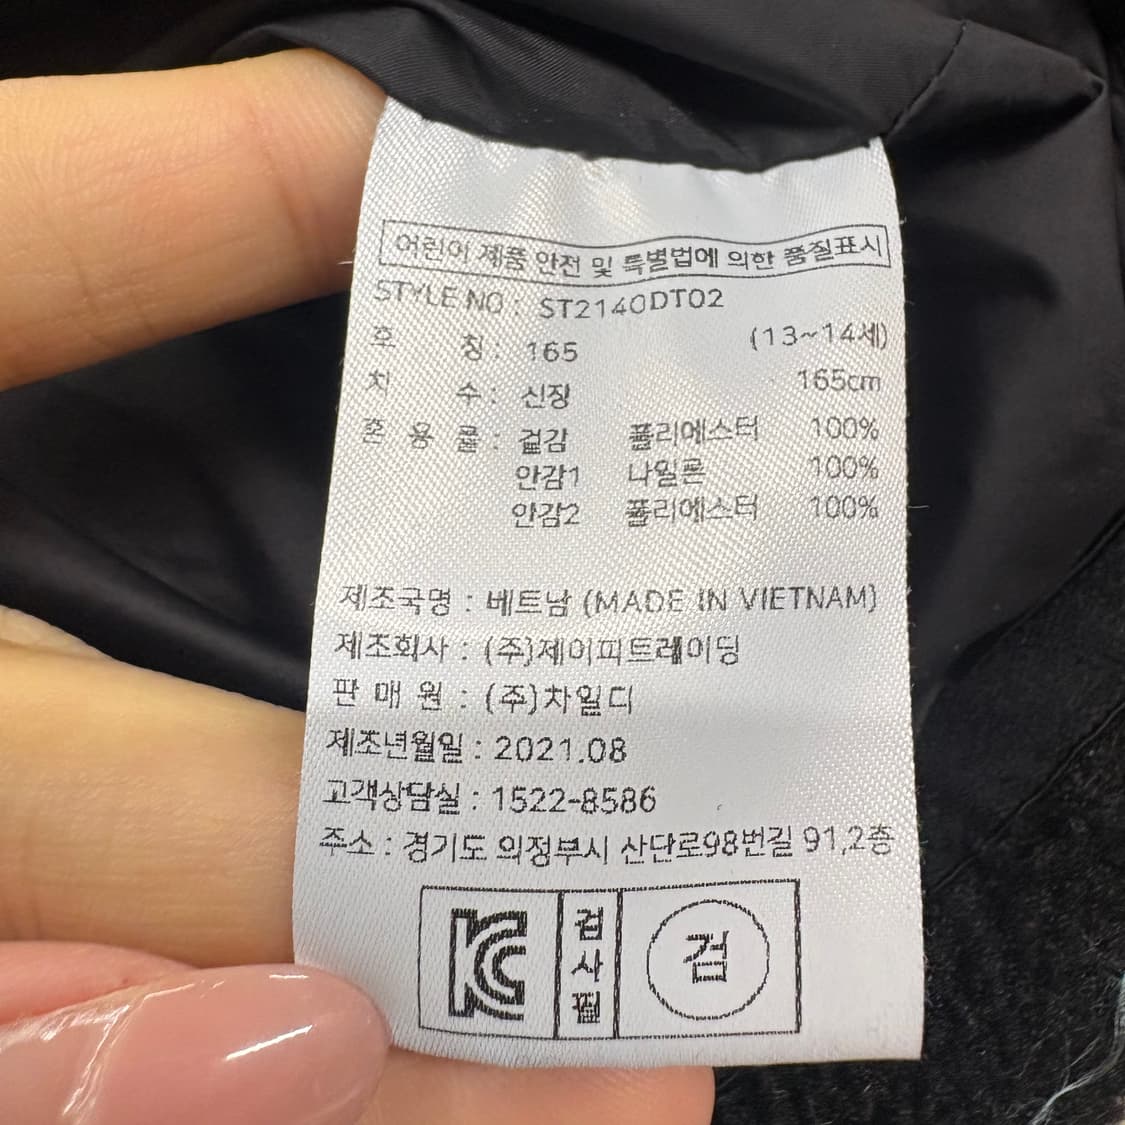 어린이 제품 안전 및 특별법에 의한 품질표시
STYLE NO : ST2140DT02
호 칭 : 165 (13~14세)
치 수 : 신장 165cm
혼 용 률 : 겉감 폴리에스터 100%
안감1 나일론 100%
안감2 폴리에스터 100%
제조국명 : 베트남 (MADE IN VIETNAM)
제조회사 : (주)제이피트레이딩
판 매 원 : (주)차일디
제조년월일 : 2021.08
고객상담실 : 1522-8586
주소 : 경기도 의정부시 산단로98번길 91,2층
KC 검사필 검